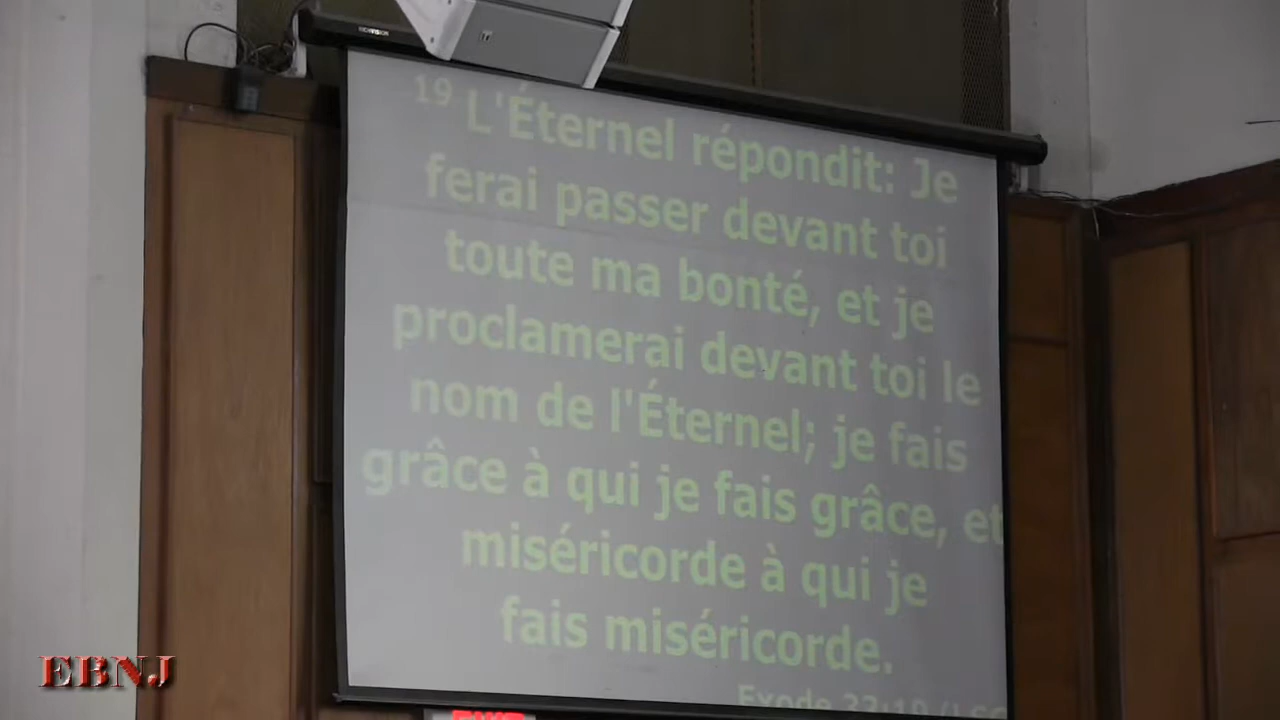 19 L'Éternel répondit: Je
ferai passer devant toi
toute ma bonté, et je
proclamerai devant toi le
nom de l'Éternel; je fais
grâce à qui je fais grâce, et
miséricorde à qui je
fais miséricorde.
Exode
EBNJ